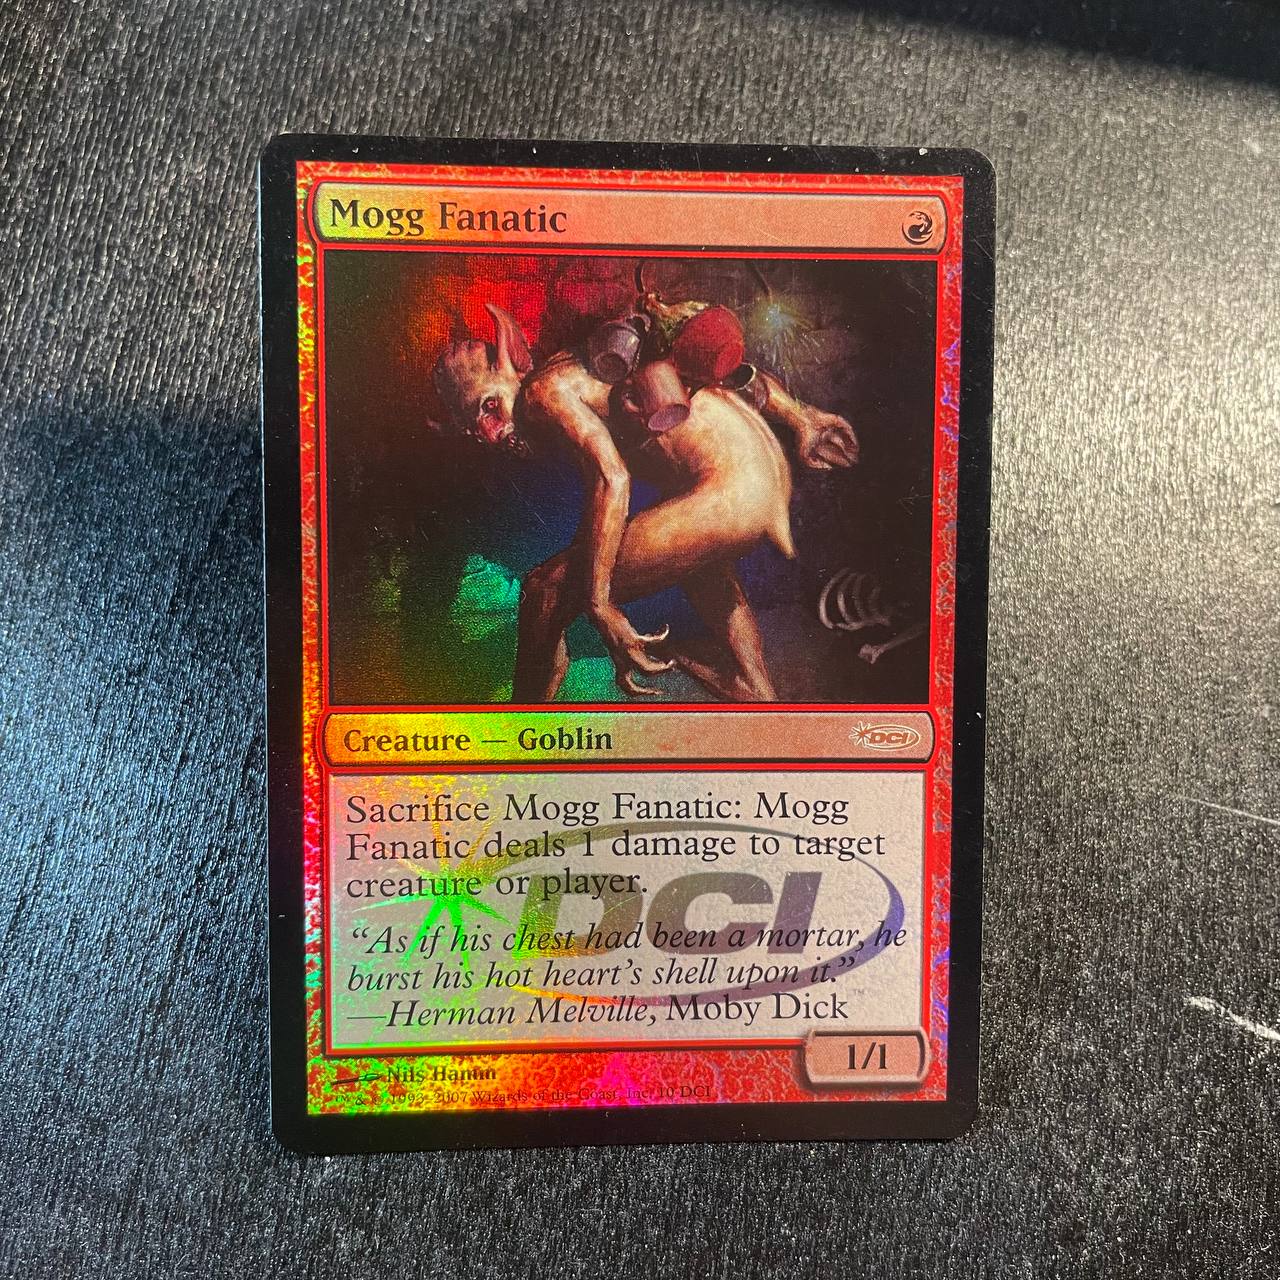 Mogg Fanatic
Creature — Goblin
DCI
Sacrifice Mogg Fanatic: Mogg
Fanatic deals 1 damage to target
creature or player.
DCI
“As if his chest had been a mortar, he
burst his hot heart’s shell upon it.”
—Herman Melville, Moby Dick
1/1
Nils Hamm
™ & © 1993–2007 Wizards of the Coast, Inc. 10 DCI